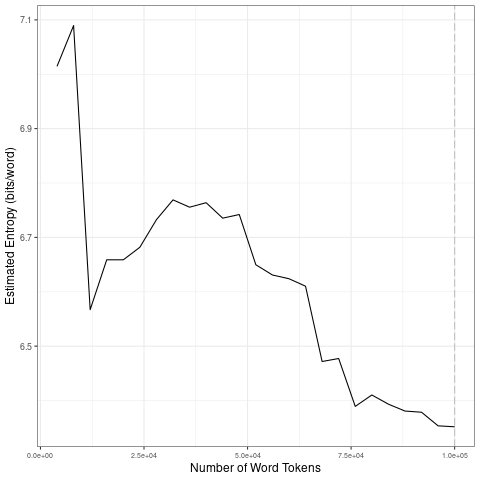 7.1
6.9
6.7
6.5
Estimated Entropy (bits/word)
0.0e+00 2.5e+04 5.0e+04 7.5e+04 1.0e+05
Number of Word Tokens